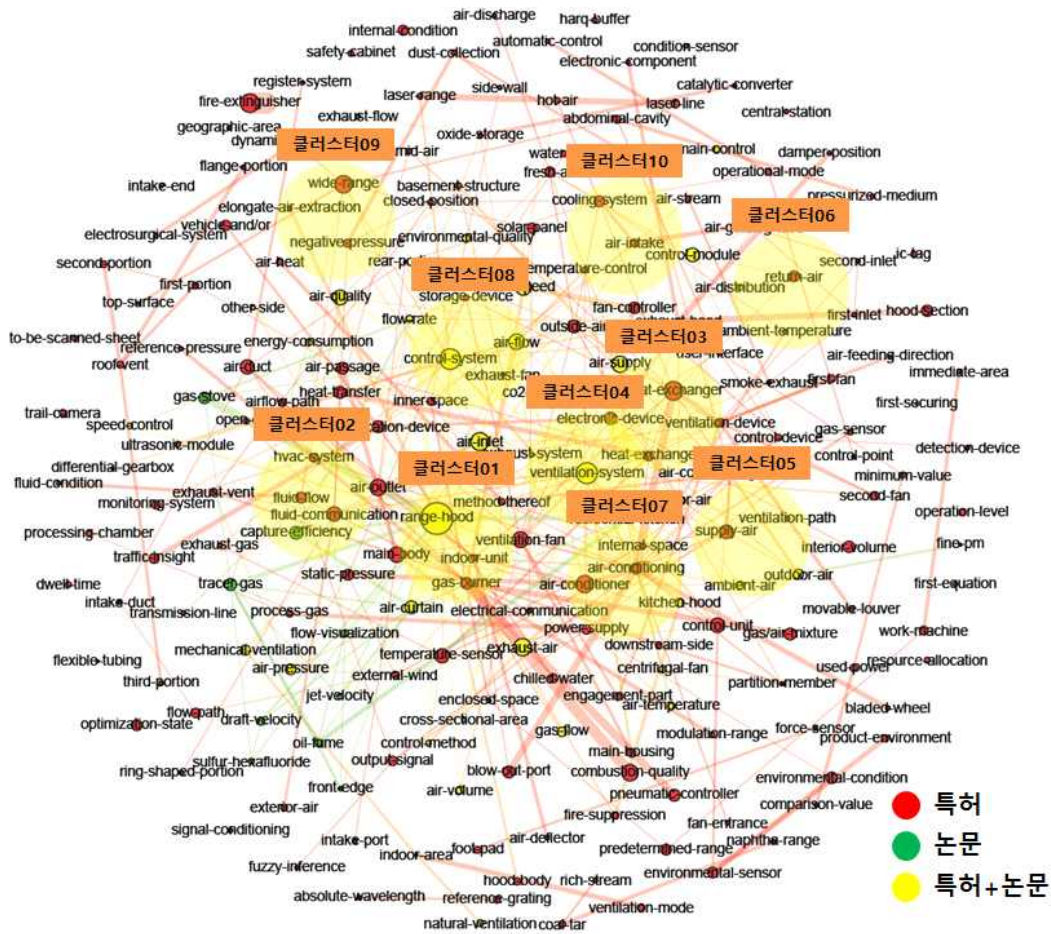 air-discharge
harq-buffer
internal-condition
automatic-control
safety-cabinet
dust-collection
condition-sensor
electronic-component
register-system
side-wall
catalytic-converter
laser-range
fire-extinguisher
hot-air
laser-line
central-station
exhaust-flow
abdominal-cavity
geographic-area
oxide-storage
클러스터09
클러스터10
damper-position
flange-portion
operational-mode
intake-end
wide-range
basement-structure
closed-position
cooling-system
air-stream
pressurized-medium
elongate-air-extraction
클러스터06
vehicle-and/or
solar-panel
electrosurgical-system
negative-pressure
environmental-quality
air-intake
control-module
second-portion
air-heat
클러스터08
temperature-control
return-air
second-inlet
ic-tag
first-portion
storage-device
air-distribution
top-surface
other-side
air-quality
fan-controller
first-inlet
hood-section
flow-rate
outside-air
클러스터03
ambient-temperature
to-be-scanned-sheet
reference-pressure
energy-consumption
air-flow
user-interface
roof-vent
air-duct
air-passage
control-system
air-supply
air-feeding-direction
exhaust-fan
immediate-area
heat-transfer
클러스터04
smoke-exhaust
first-fan
gas-stove
airflow-path
inner-space
first-securing
trail-camera
클러스터02
electronic-device
ventilation-device
speed-control
gas-sensor
ultrasonic-module
air-inlet
control-device
detection-device
hvac-system
클러스터01
클러스터05
control-point
differential-gearbox
ventilation-system
minimum-value
fluid-condition
exhaust-vent
air-outlet
method-thereof
클러스터07
second-fan
monitoring-system
fluid-flow
operation-level
fluid-communication
range-hood
ventilation-path
processing-chamber
capture-efficiency
supply-air
exhaust-gas
ventilation-fan
internal-space
interior-volume
fine-pm
traffic-insight
main-body
indoor-unit
air-conditioning
outdoor-air
dwell-time
tracer-gas
static-pressure
gas-burner
air-conditioner
ambient-air
first-equation
intake-duct
kitchen-hood
transmission-line
process-gas
air-curtain
electrical-communication
movable-louver
flow-visualization
power-supply
control-unit
gas/air-mixture
work-machine
mechanical-ventilation
temperature-sensor
exhaust-air
downstream-side
flexible-tubing
air-pressure
centrifugal-fan
used-power
resource-allocation
third-portion
external-wind
chilled-water
partition-member
jet-velocity
enclosed-space
engagement-part
air-temperature
bladed-wheel
flow-path
optimization-state
draft-velocity
cross-sectional-area
gas-flow
modulation-range
force-sensor
product-environment
oil-fume
control-method
sulfur-hexafluoride
output-signal
main-housing
ring-shaped-portion
blow-out-port
combustion-quality
environmental-condition
front-edge
air-volume
pneumatic-controller
comparison-value
exterior-air
fire-suppression
fan-entrance
signal-conditioning
intake-port
air-deflector
naphtha-range
foot-pad
predetermined-range
fuzzy-inference
indoor-area
environmental-sensor
hood-body
rich-stream
absolute-wavelength
reference-grating
ventilation-mode
natural-ventilation
coal-tar
특허
논문
특허+논문